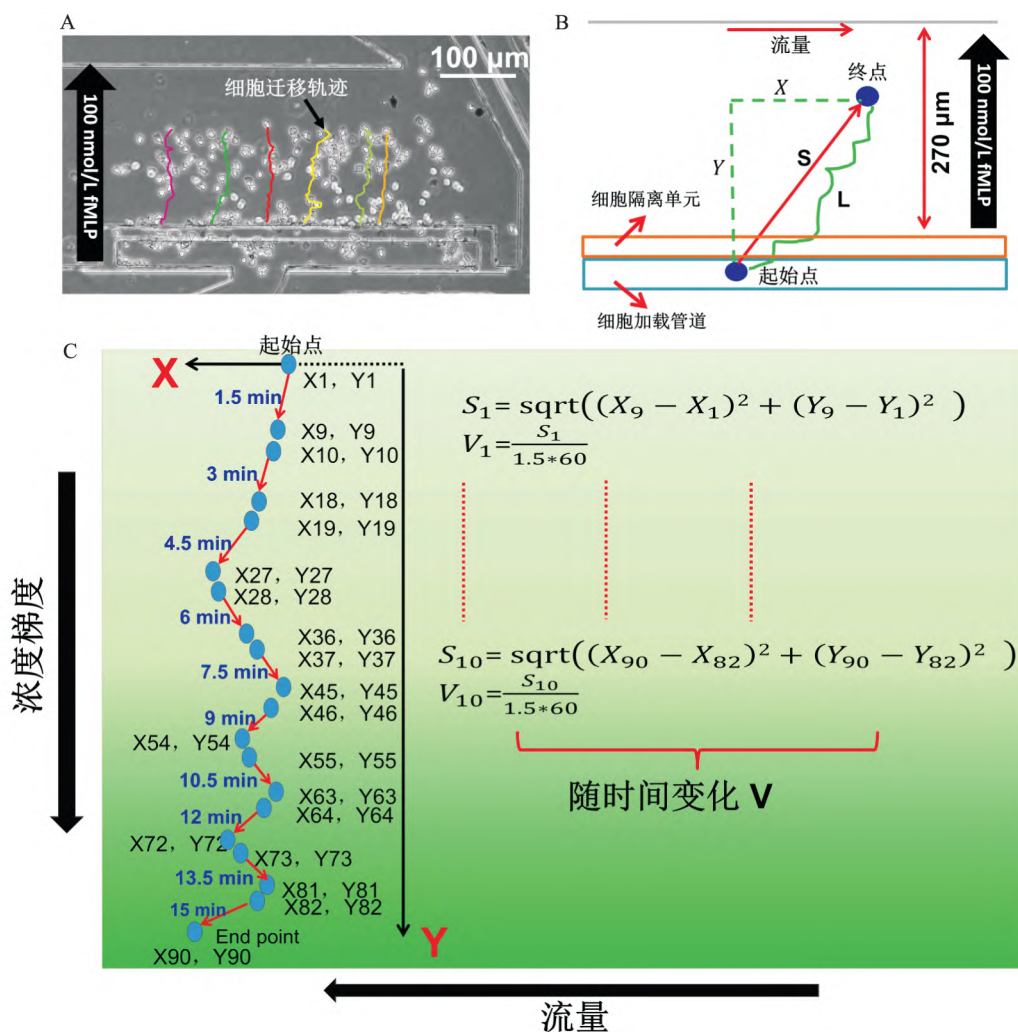 A
100 μm
细胞迁移轨迹
100 nmol/L fMLP
B
流量
终点
X
Y
S
L
270 μm
100 nmol/L fMLP
细胞隔离单元
起始点
细胞加载管道
C
起始点
X
X1，Y1
1.5 min
X9，Y9
X10，Y10
3 min
X18，Y18
X19，Y19
4.5 min
X27，Y27
X28，Y28
6 min
X36，Y36
X37，Y37
7.5 min
X45，Y45
X46，Y46
9 min
X54，Y54
X55，Y55
10.5 min
X63，Y63
X64，Y64
12 min
X72，Y72
X73，Y73
13.5 min
X81，Y81
X82，Y82
15 min
End point
X90，Y90
Y
浓度梯度
S₁= sqrt((X₉ − X₁)² + (Y₉ − Y₁)² )
V₁= S₁/1.5*60
S₁₀= sqrt((X₉₀ − X₈₂)² + (Y₉₀ − Y₈₂)² )
V₁₀= S₁₀/1.5*60
随时间变化 V
流量